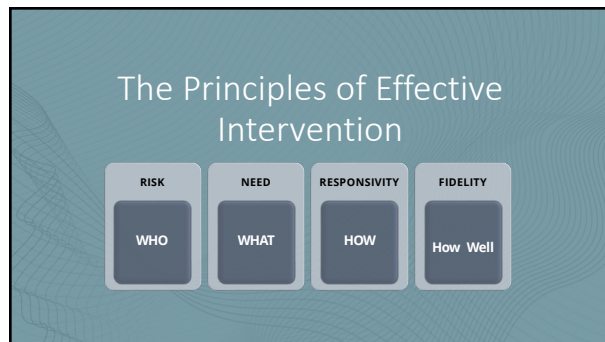 The Principles of Effective
Intervention
RISK
WHO
NEED
WHAT
RESPONSIVITY
HOW
FIDELITY
How Well